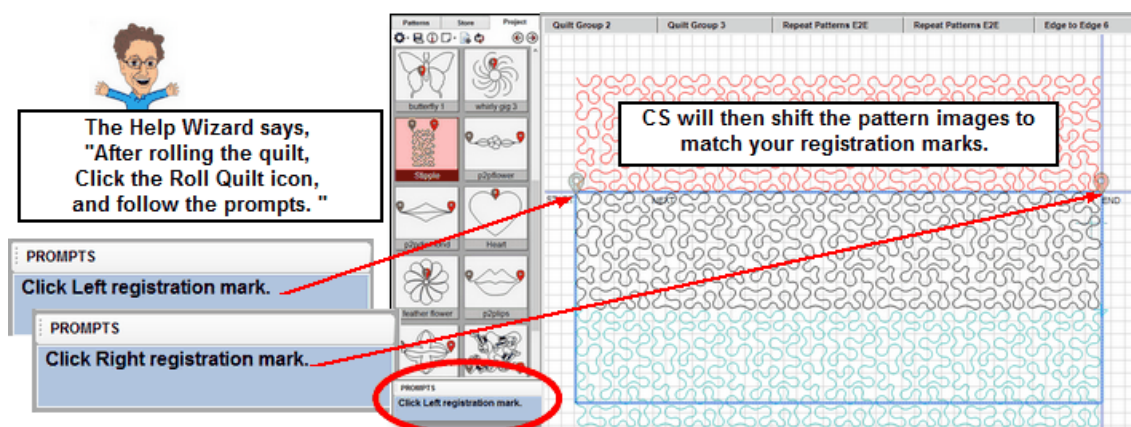 Patterns Store Project
Quilt Group 2 Quilt Group 3 Repeat Patterns E2E Repeat Patterns E2E Edge to Edge 6
The Help Wizard says,
"After rolling the quilt,
Click the Roll Quilt icon,
and follow the prompts. "
butterfly 1 whirly gig 3
Stipple p2pflower
Heart
feather flower p2plips
CS will then shift the pattern images to
match your registration marks.
NEXT
END
PROMPTS
Click Left registration mark.
PROMPTS
Click Right registration mark.
PROMPTS
Click Left registration mark.